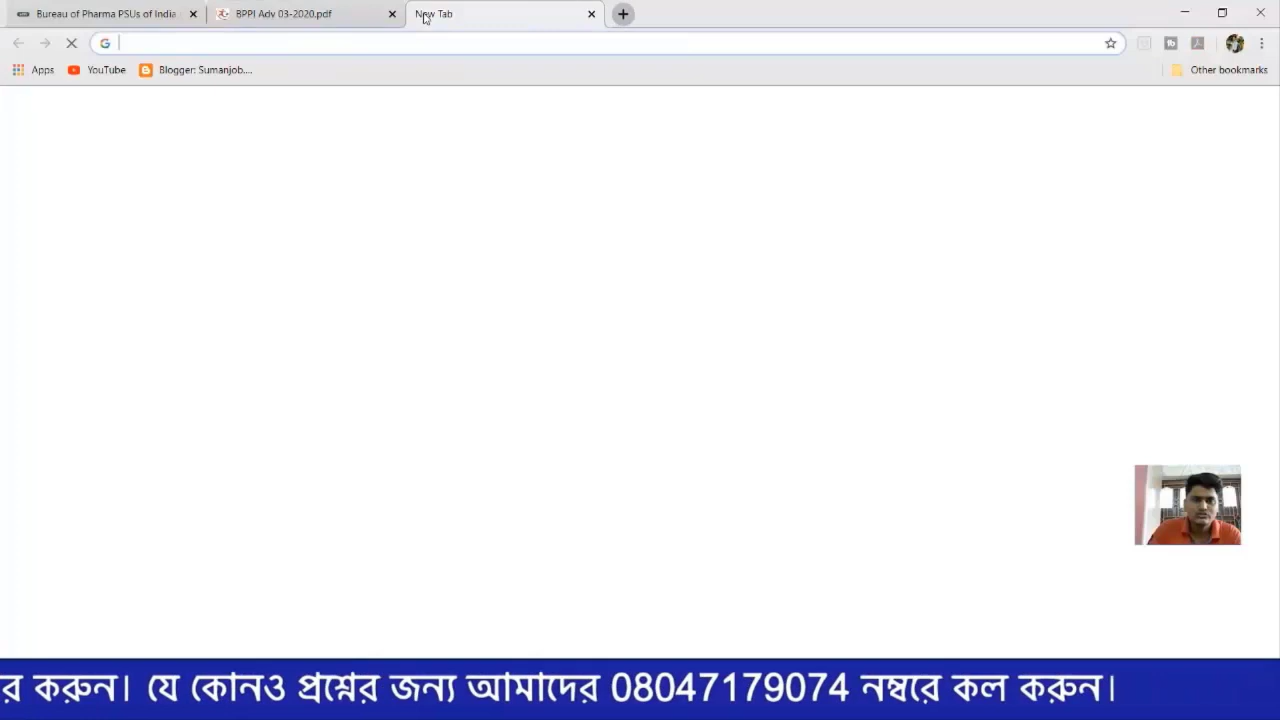 Bureau of Pharma PSUs of India
BPPI Adv 03-2020.pdf
New Tab
Apps
YouTube
Blogger: Sumanjob....
Other bookmarks
র করুন। যে কোনও প্রশ্নের জন্য আমাদের 08047179074 নম্বরে কল করুন।